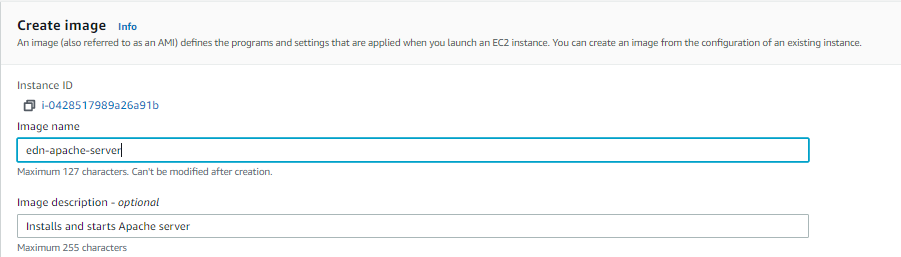 Create image Info
An image (also referred to as an AMI) defines the programs and settings that are applied when you launch an EC2 instance. You can create an image from the configuration of an existing instance.
Instance ID
i-0428517989a26a91b
Image name
edn-apache-server
Maximum 127 characters. Can't be modified after creation.
Image description - optional
Installs and starts Apache server
Maximum 255 characters